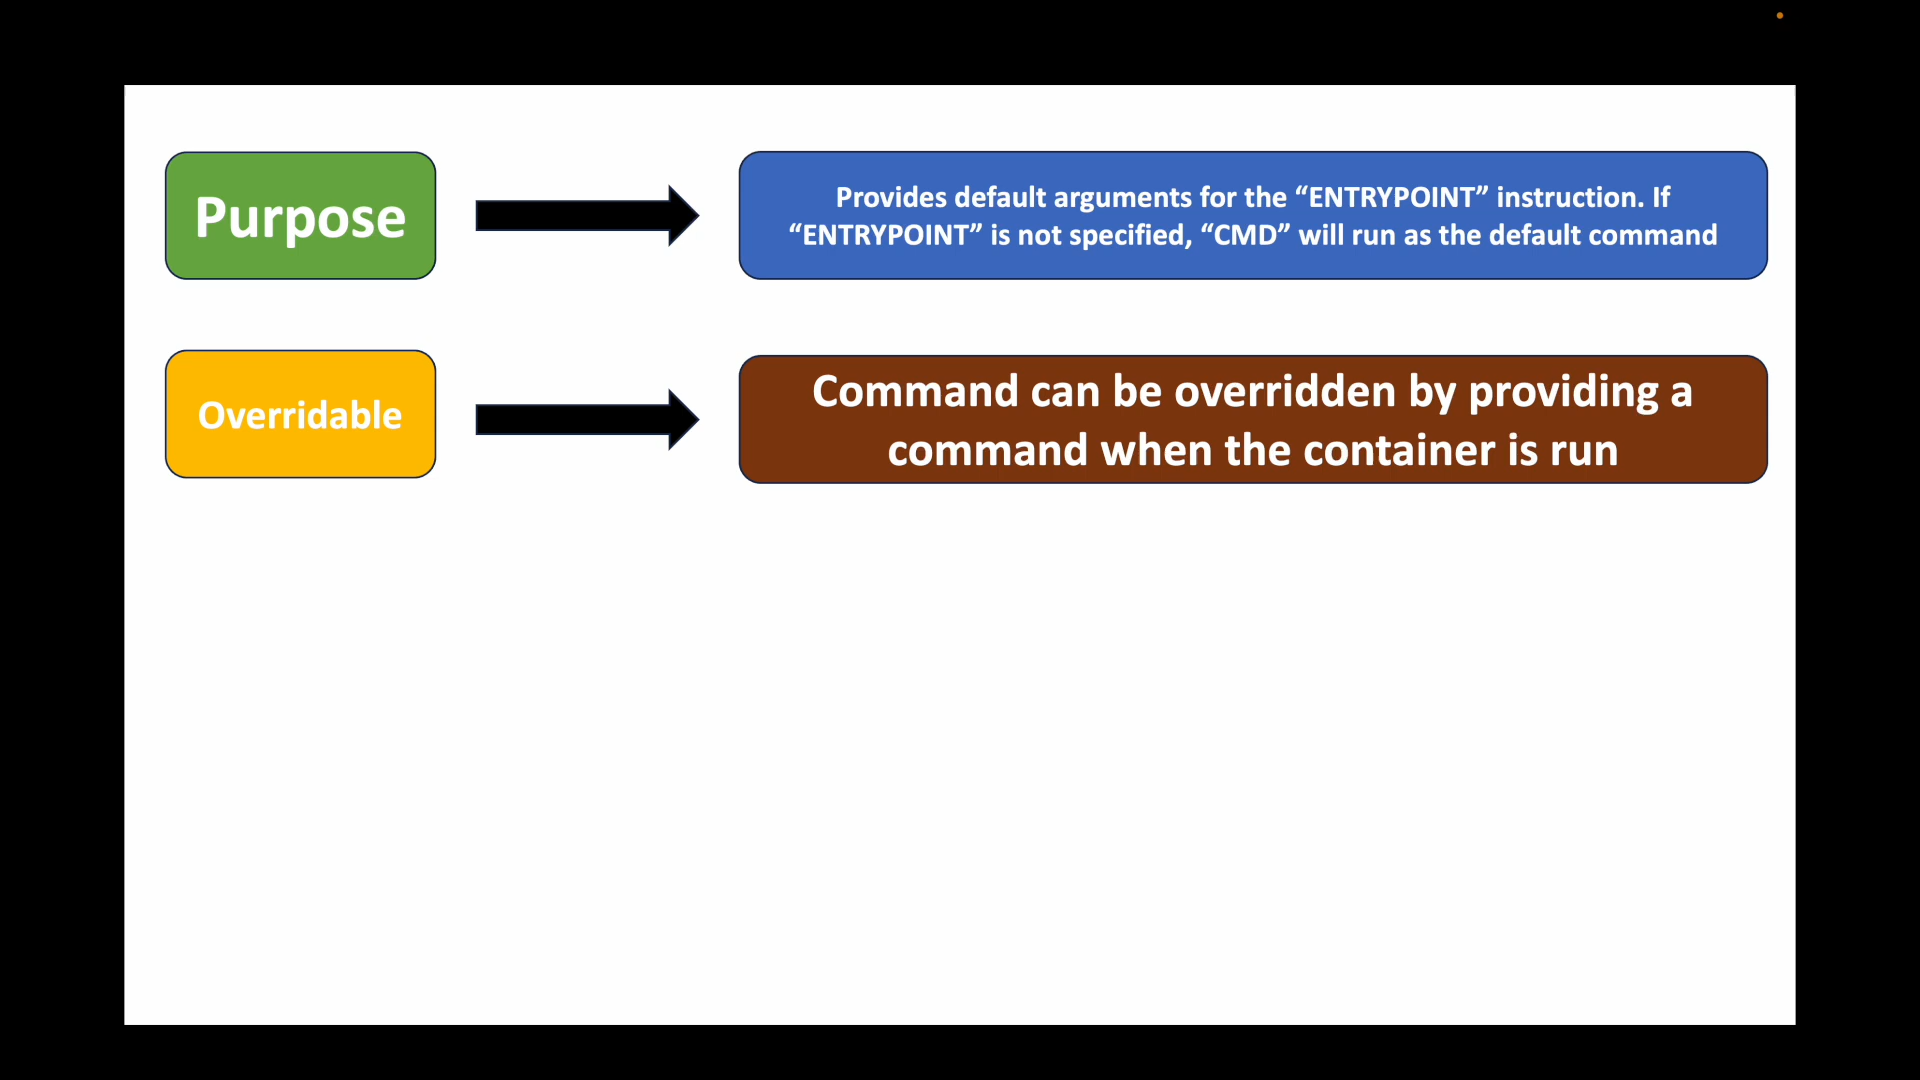 Purpose
Provides default arguments for the “ENTRYPOINT” instruction. If
“ENTRYPOINT” is not specified, “CMD” will run as the default command
Overridable
Command can be overridden by providing a
command when the container is run